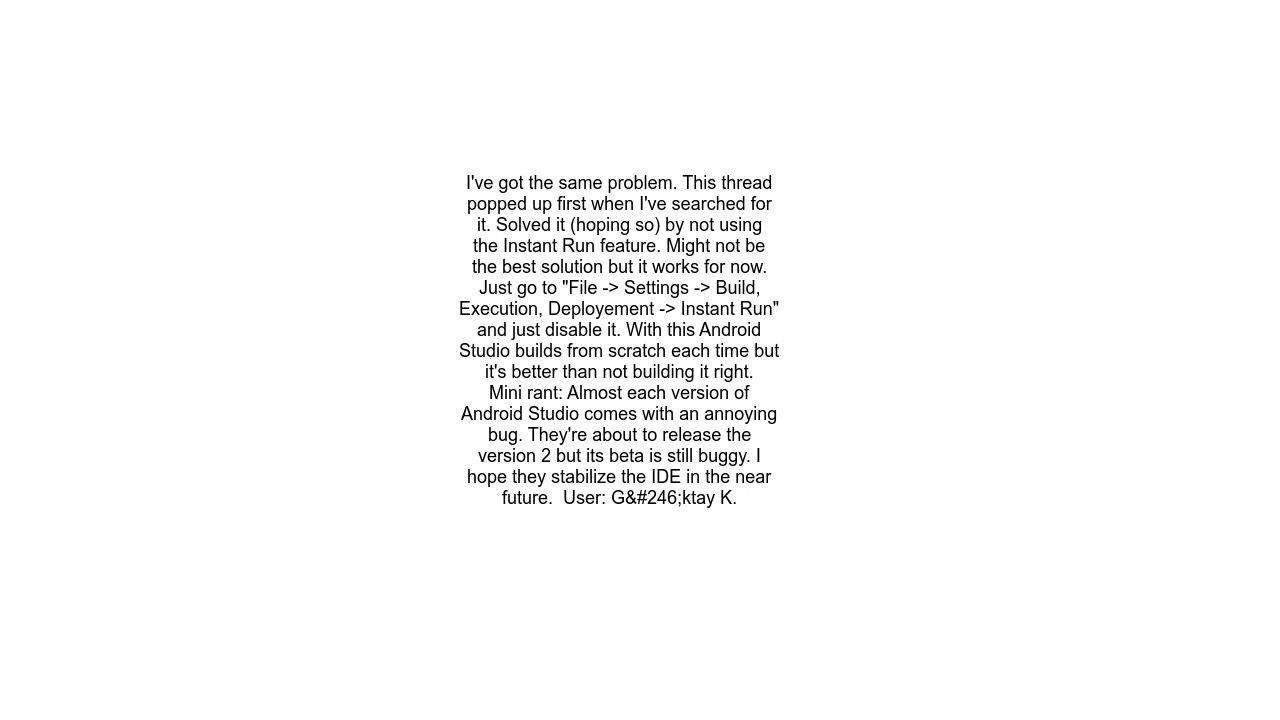 I've got the same problem. This thread
popped up first when I've searched for
it. Solved it (hoping so) by not using
the Instant Run feature. Might not be
the best solution but it works for now.
Just go to "File -> Settings -> Build,
Execution, Deployement -> Instant Run"
and just disable it. With this Android
Studio builds from scratch each time but
it's better than not building it right.
Mini rant: Almost each version of
Android Studio comes with an annoying
bug. They're about to release the
version 2 but its beta is still buggy. I
hope they stabilize the IDE in the near
future.  User: G&#246;ktay K.